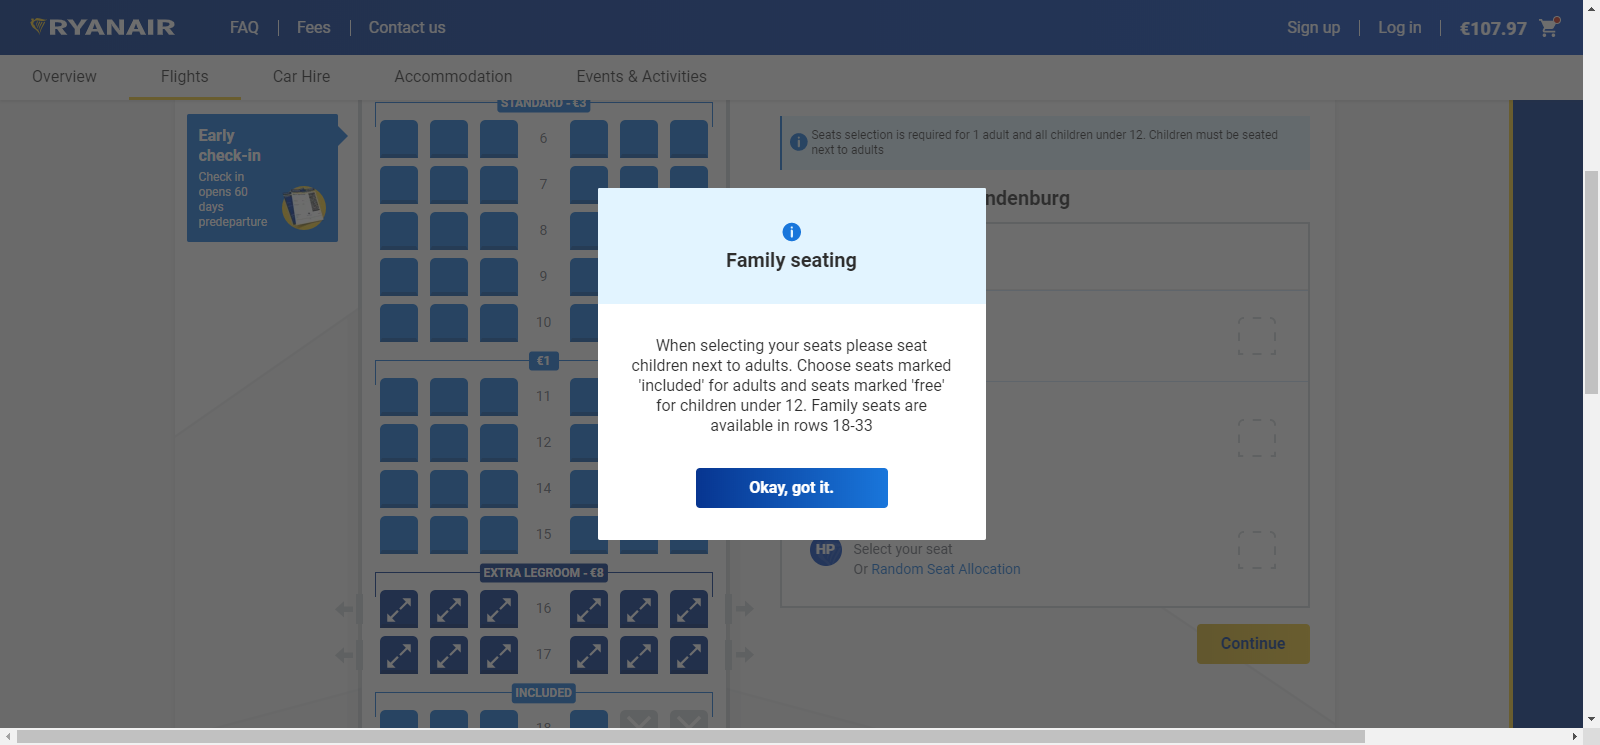 RYANAIR
FAQ
Fees
Contact us
Sign up
Log in
€107.97
Overview
Flights
Car Hire
Accommodation
Events & Activities
Early
check-in
Check in
opens 60
days
predeparture
STANDARD - €3
6
7
8
9
10
€1
11
12
14
15
EXTRA LEGROOM - €8
16
17
INCLUDED
18
Seats selection is required for 1 adult and all children under 12. Children must be seated
next to adults
ndenburg
Family seating
When selecting your seats please seat
children next to adults. Choose seats marked
'included' for adults and seats marked 'free'
for children under 12. Family seats are
available in rows 18-33
Okay, got it.
HP
Select your seat
Or Random Seat Allocation
Continue